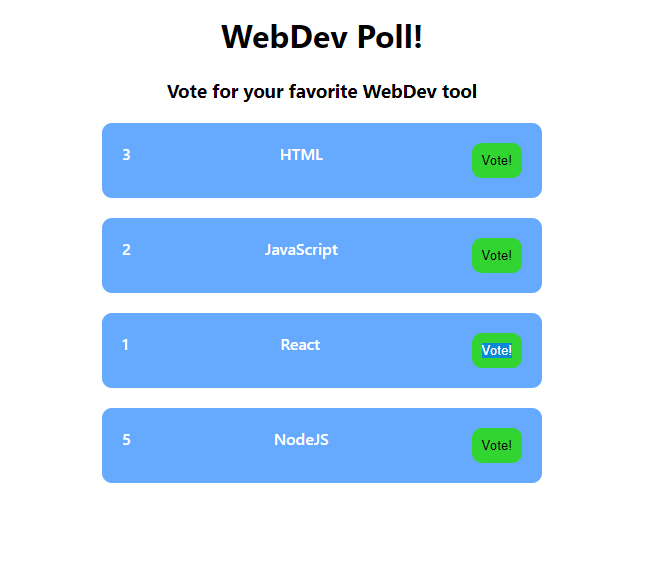 WebDev Poll!
Vote for your favorite WebDev tool
3 HTML Vote!
2 JavaScript Vote!
1 React Vote!
5 NodeJS Vote!